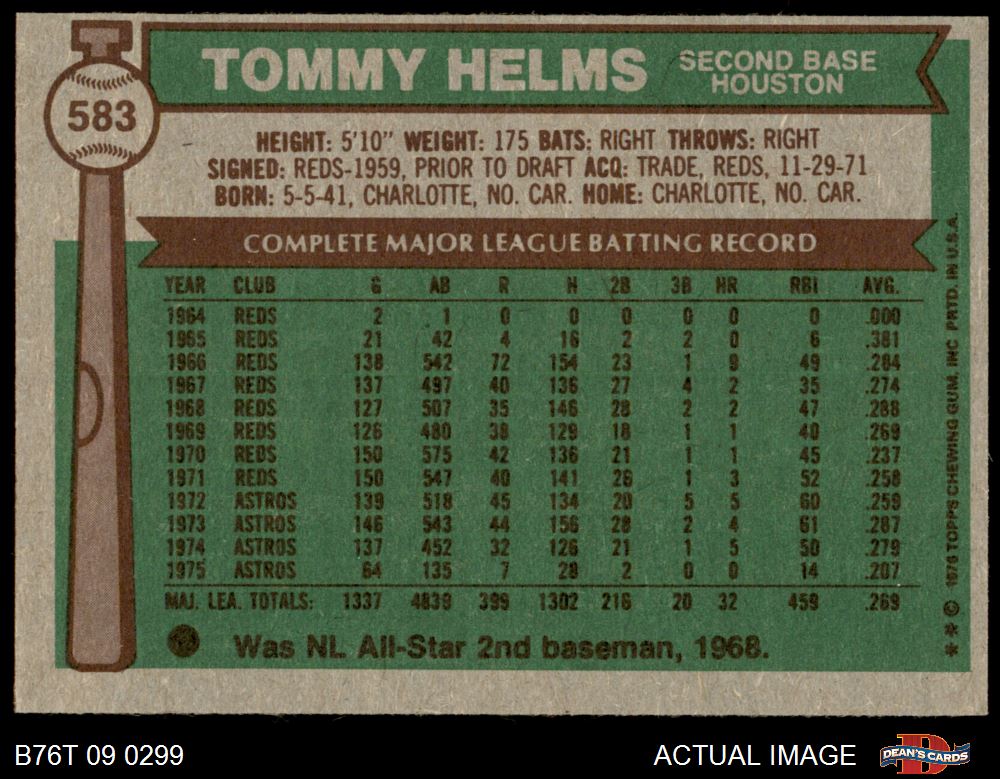 TOMMY HELMS SECOND BASE HOUSTON
583
HEIGHT: 5'10" WEIGHT: 175 BATS: RIGHT THROWS: RIGHT
SIGNED: REDS-1959, PRIOR TO DRAFT ACQ: TRADE, REDS, 11-29-71
BORN: 5-5-41, CHARLOTTE, NO. CAR. HOME: CHARLOTTE, NO. CAR.
COMPLETE MAJOR LEAGUE BATTING RECORD
YEAR CLUB G AB R H 2B 3B HR RBI AVG.
1964 REDS 2 1 0 0 0 0 0 0 .000
1965 REDS 21 42 4 16 2 2 0 6 .381
1966 REDS 138 542 72 154 23 1 9 49 .284
1967 REDS 137 497 40 136 27 4 2 35 .274
1968 REDS 127 507 35 146 28 2 2 47 .288
1969 REDS 126 480 38 129 18 1 1 40 .269
1970 REDS 150 575 42 136 21 1 1 45 .237
1971 REDS 150 547 40 141 26 1 3 52 .258
1972 ASTROS 139 518 45 134 20 5 5 60 .259
1973 ASTROS 146 543 44 156 28 2 4 61 .287
1974 ASTROS 137 452 32 126 21 1 5 50 .279
1975 ASTROS 64 135 7 28 2 0 0 14 .207
MAJ. LEA. TOTALS: 1337 4839 399 1302 216 20 32 459 .269
Was NL All-Star 2nd baseman, 1968.
* * © 1976 TOPPS CHEWING GUM, INC PRTD. IN U.S.A.
B76T 09 0299 ACTUAL IMAGE DEAN'S CARDS